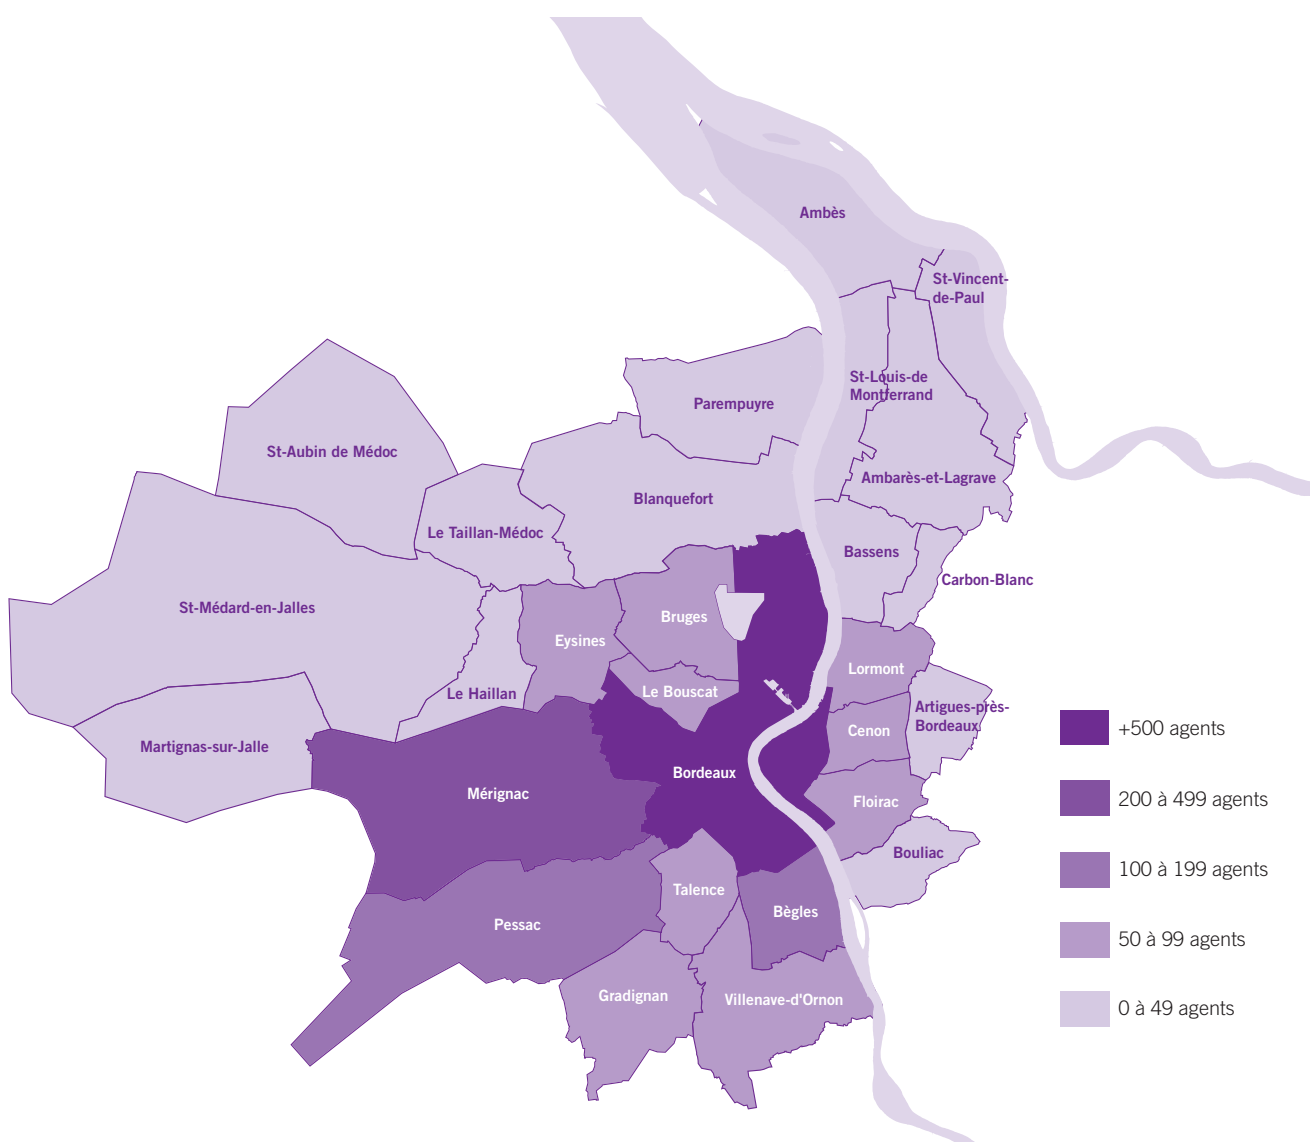 Ambès
St-Vincent-
de-Paul
St-Louis-de
Montferrand
Parempuyre
St-Aubin de Médoc
Ambarès-et-Lagrave
Blanquefort
Le Taillan-Médoc
Bassens
Carbon-Blanc
St-Médard-en-Jalles
Bruges
Eysines
Lormont
Le Bouscat
Le Haillan
Artigues-près-
Bordeaux
Cenon
Martignas-sur-Jalle
Bordeaux
Mérignac
Floirac
Bouliac
Talence
Bègles
Pessac
Gradignan
Villenave-d'Ornon
+500 agents
200 à 499 agents
100 à 199 agents
50 à 99 agents
0 à 49 agents